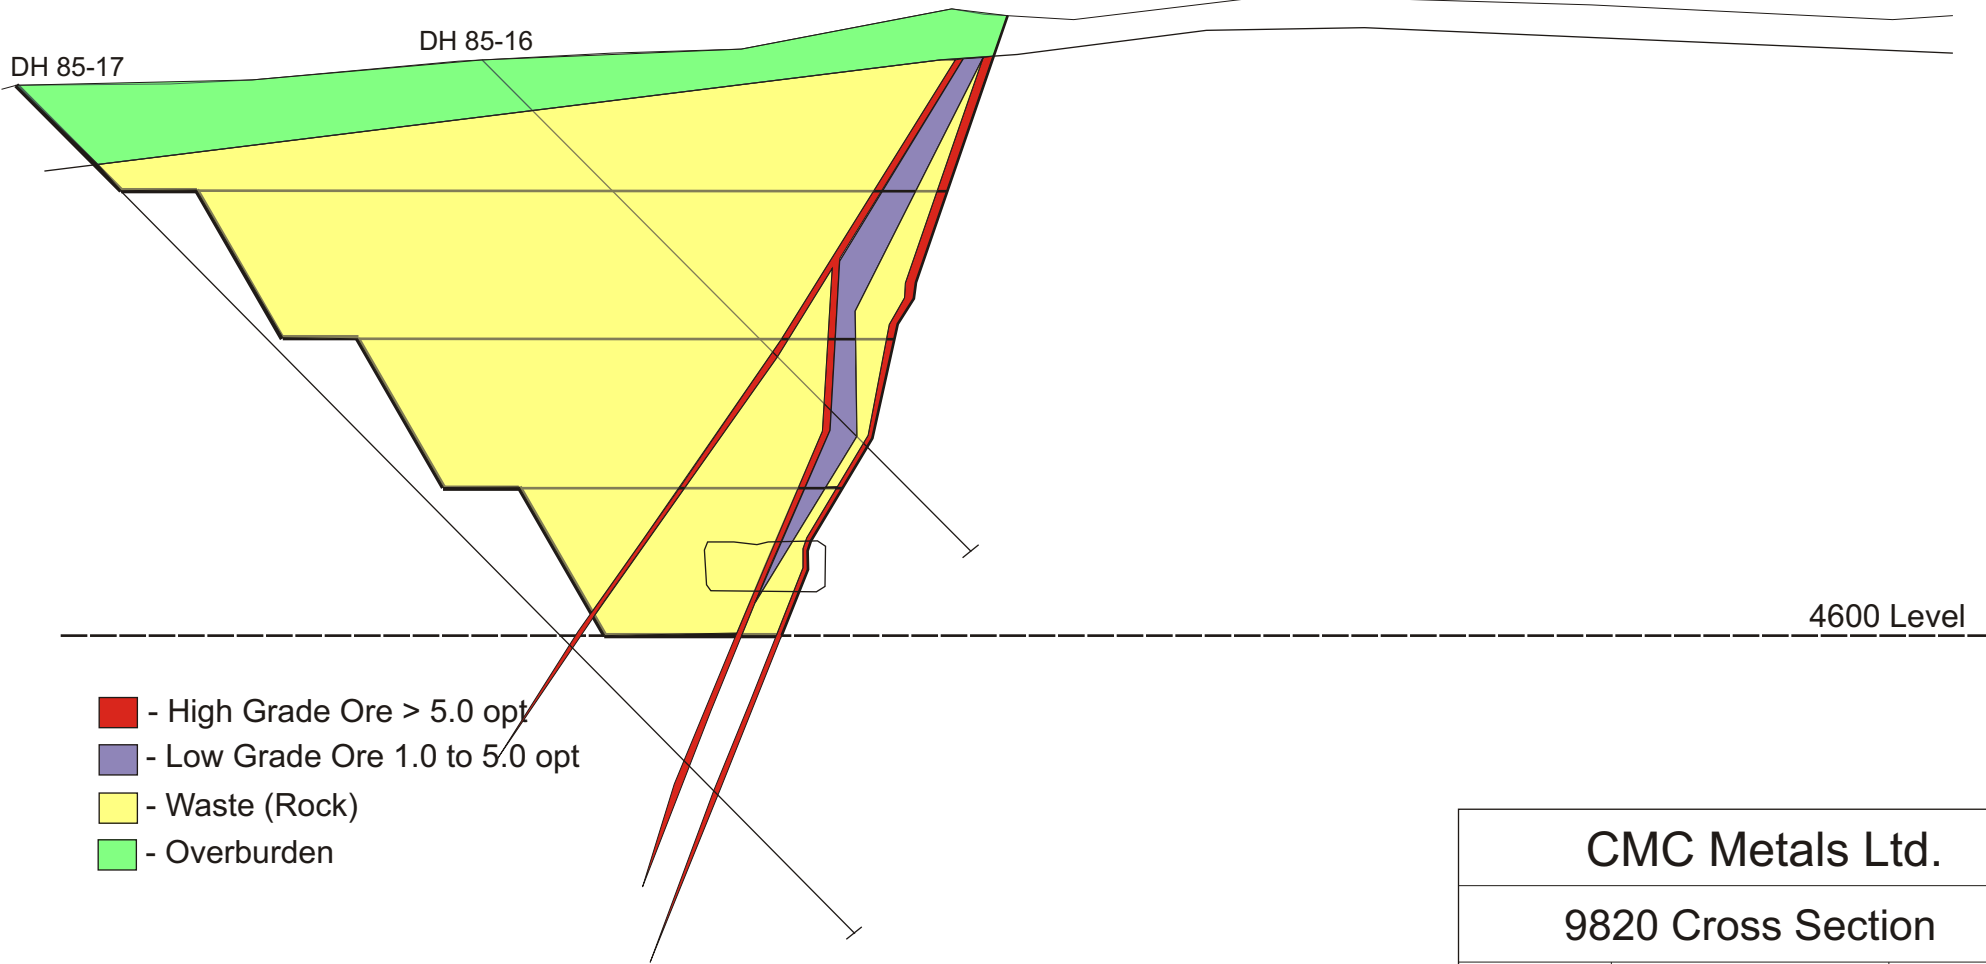 DH 85-16
DH 85-17
4600 Level
- High Grade Ore > 5.0 opt
- Low Grade Ore 1.0 to 5.0 opt
- Waste (Rock)
- Overburden
CMC Metals Ltd.
9820 Cross Section